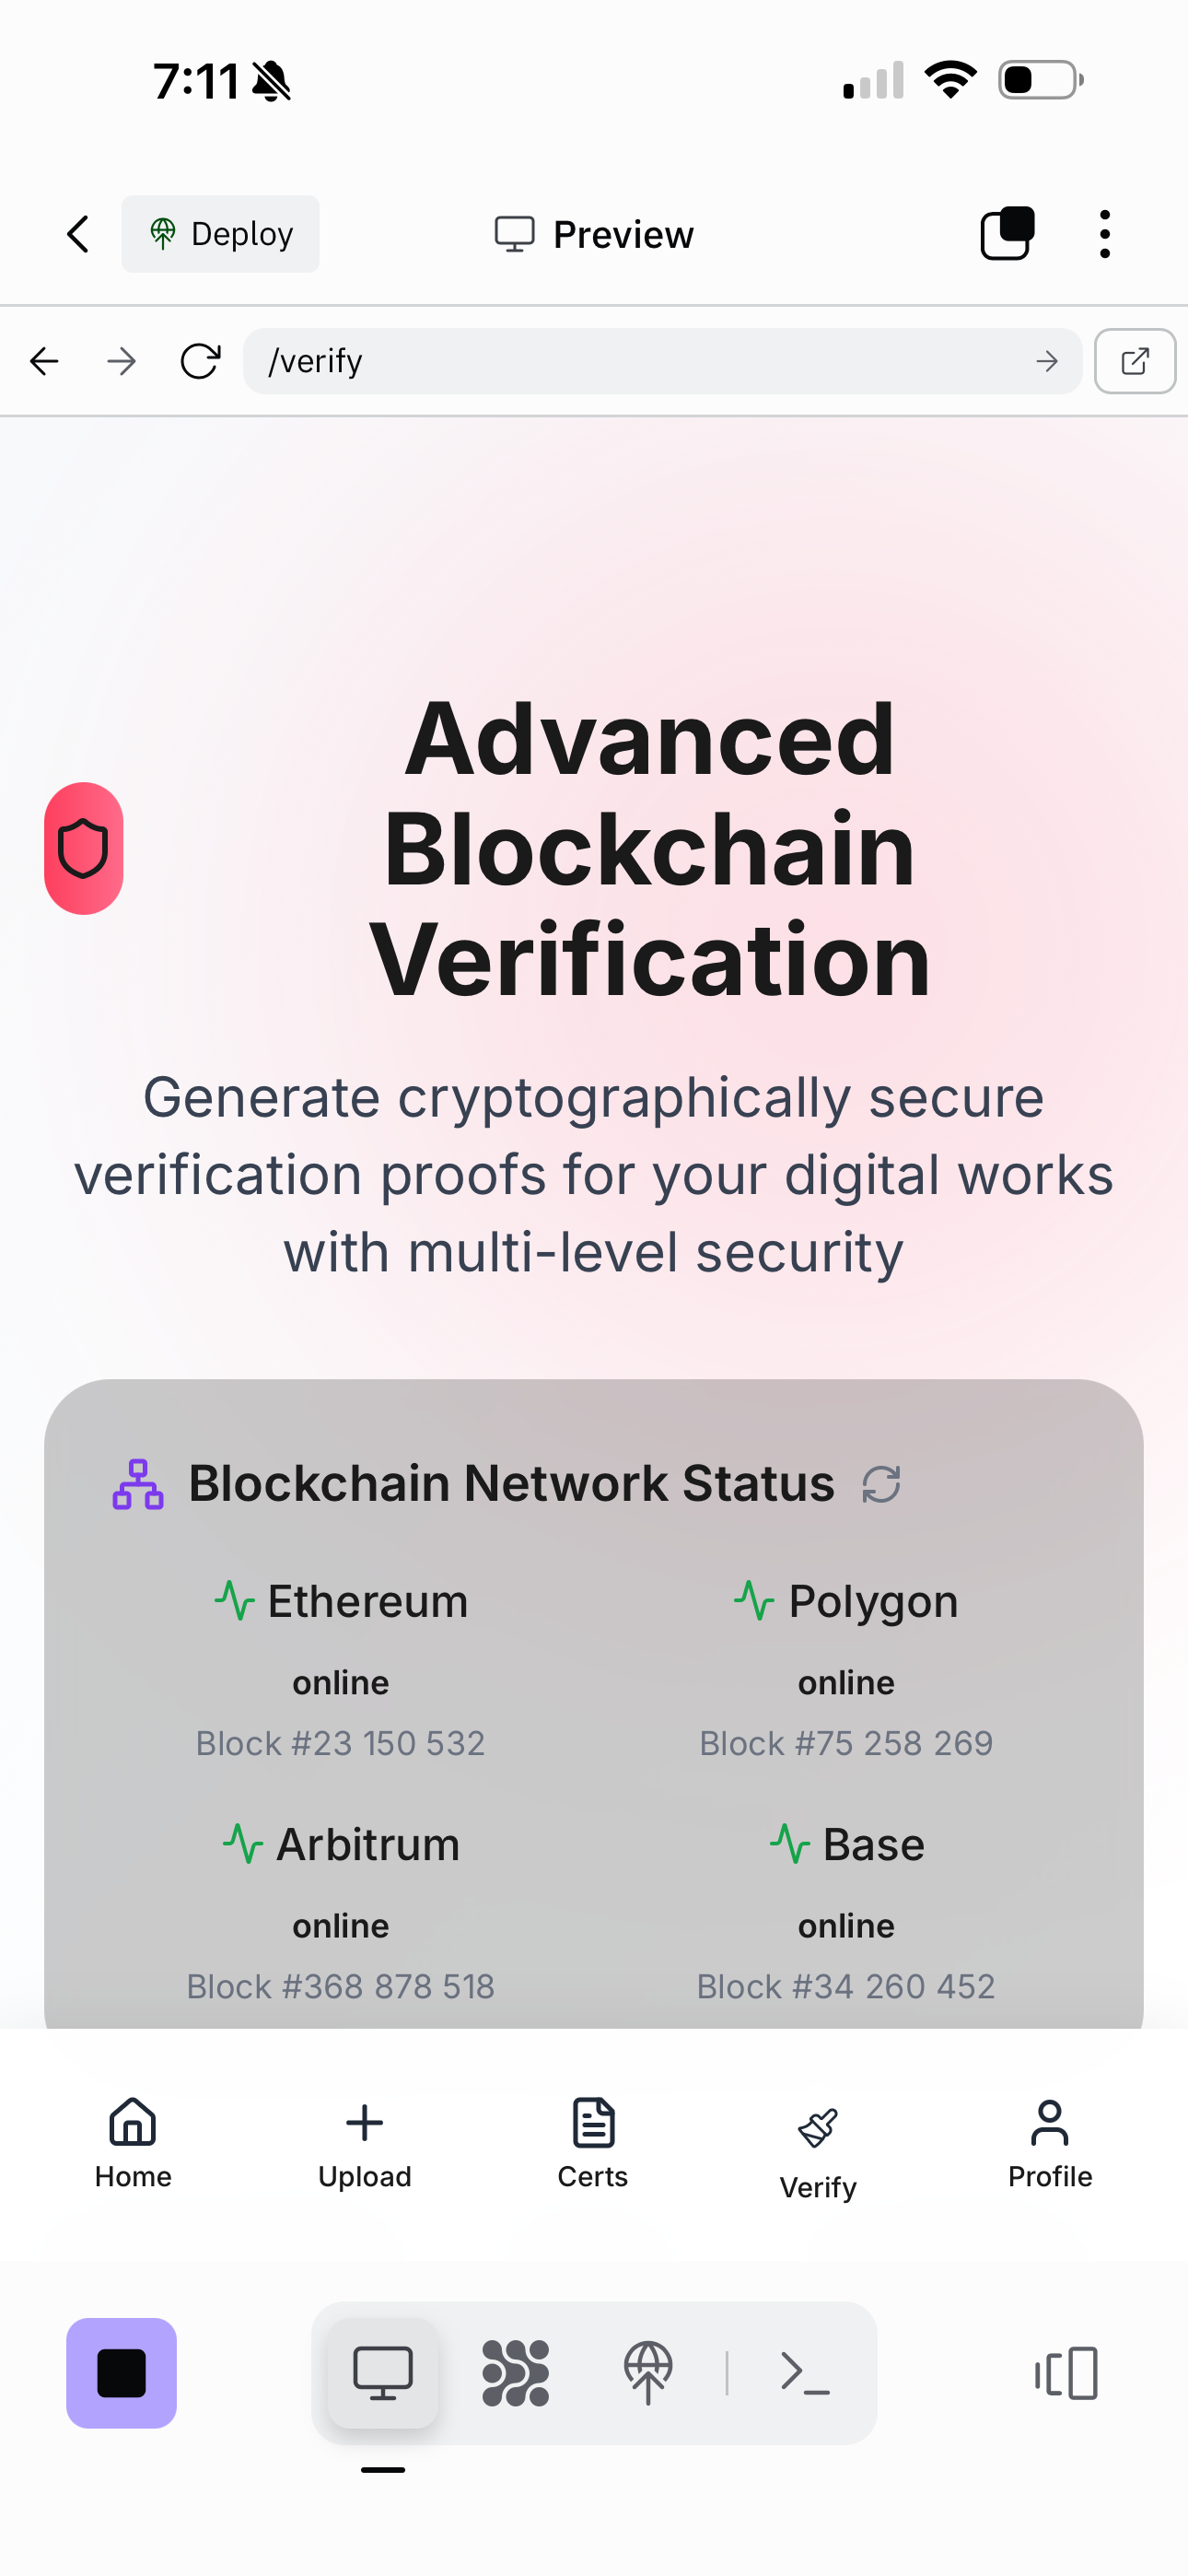 7:11
Deploy
Preview
/verify
Advanced
Blockchain
Verification
Generate cryptographically secure
verification proofs for your digital works
with multi-level security
Blockchain Network Status
Ethereum
online
Block #23 150 532
Polygon
online
Block #75 258 269
Arbitrum
online
Block #368 878 518
Base
online
Block #34 260 452
Home
Upload
Certs
Verify
Profile